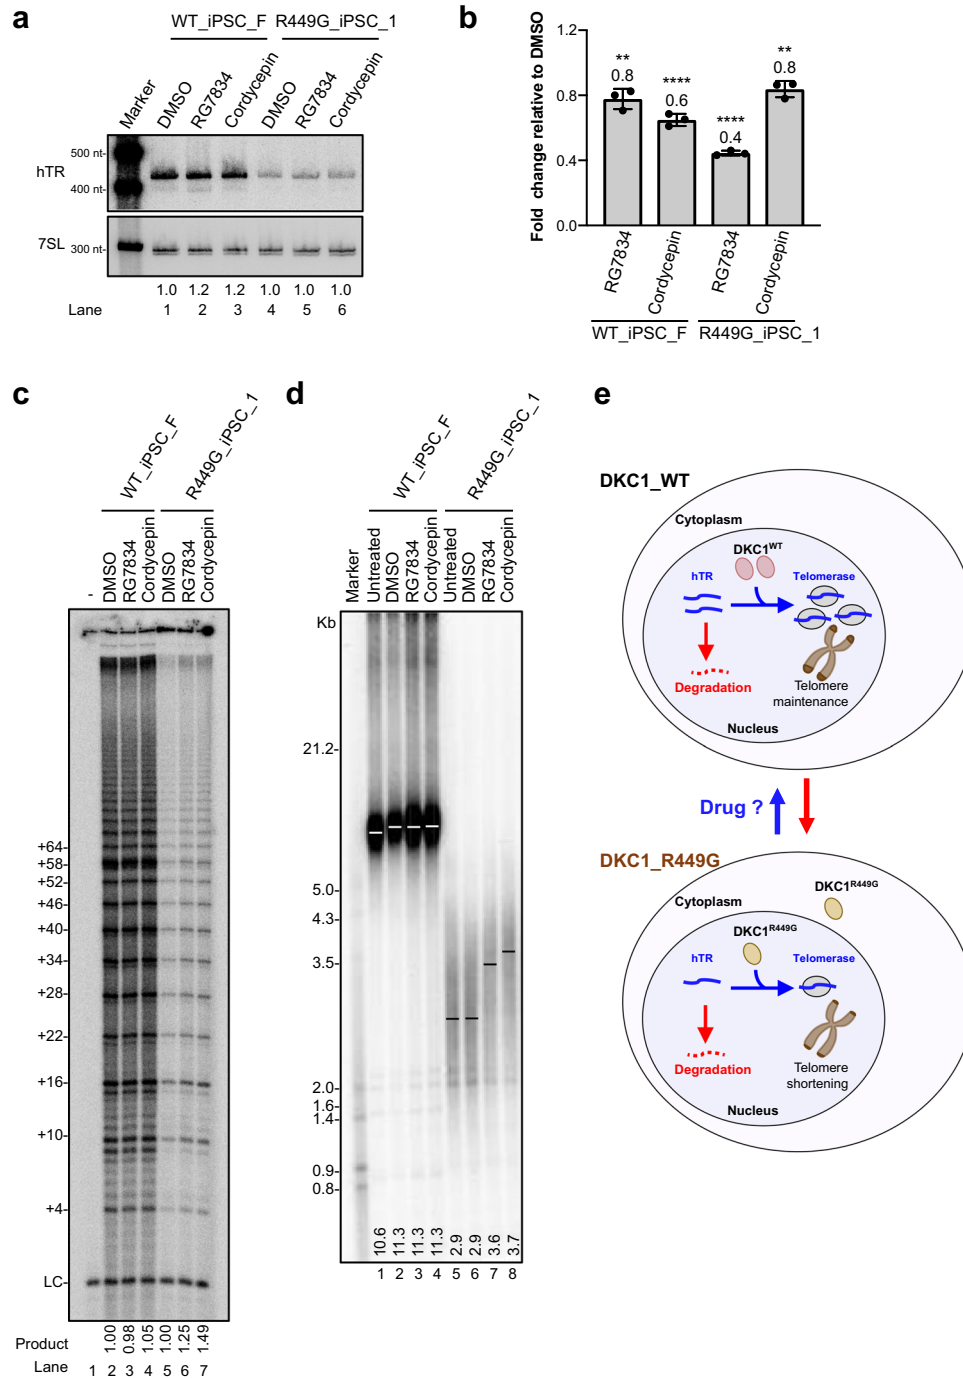 a
WT_iPSC_F R449G_iPSC_1
Marker DMSO RG7834 Cordycepin DMSO RG7834 Cordycepin
500 nt-
hTR
400 nt-
7SL
300 nt-
1.0 1.2 1.2 1.0 1.0 1.0
Lane 1 2 3 4 5 6
b
Fold change relative to DMSO
1.2
0.8
0.4
0.0
** 0.8
**** 0.6
**** 0.4
** 0.8
RG7834 Cordycepin RG7834 Cordycepin
WT_iPSC_F R449G_iPSC_1
c
WT_iPSC_F R449G_iPSC_1
- DMSO RG7834 Cordycepin DMSO RG7834 Cordycepin
+64-
+58-
+52-
+46-
+40-
+34-
+28-
+22-
+16-
+10-
+4-
LC-
Product 1.00 0.98 1.05 1.00 1.25 1.49
Lane 1 2 3 4 5 6 7
d
WT_iPSC_F R449G_iPSC_1
Marker Untreated DMSO RG7834 Cordycepin Untreated DMSO RG7834 Cordycepin
Kb
21.2-
5.0-
4.3-
3.5-
2.0-
1.6-
1.4-
0.9-
0.8-
10.6 11.3 11.3 11.3 2.9 2.9 3.6 3.7
1 2 3 4 5 6 7 8
e
DKC1_WT
Cytoplasm
DKC1WT
hTR Telomerase
Degradation
Telomere
maintenance
Nucleus
Drug ?
DKC1_R449G
DKC1R449G
Cytoplasm
DKC1R449G
hTR Telomerase
Degradation
Telomere
shortening
Nucleus